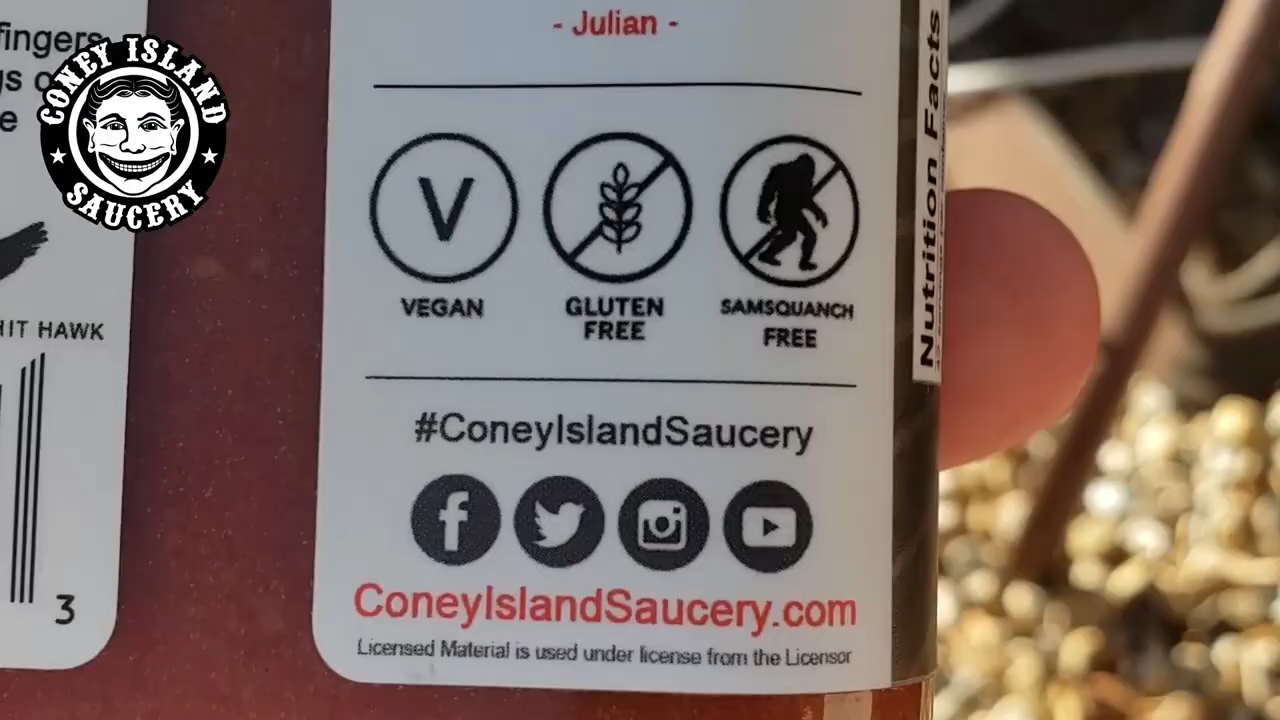 fingers
CONEY ISLAND
SAUCERY
- Julian -
V
VEGAN
GLUTEN
FREE
SAMSQUANCH
FREE
HAWK
3
#ConeyIslandSaucery
ConeyIslandSaucery.com
Licensed Material is used under license from the Licensor
Nutrition Facts